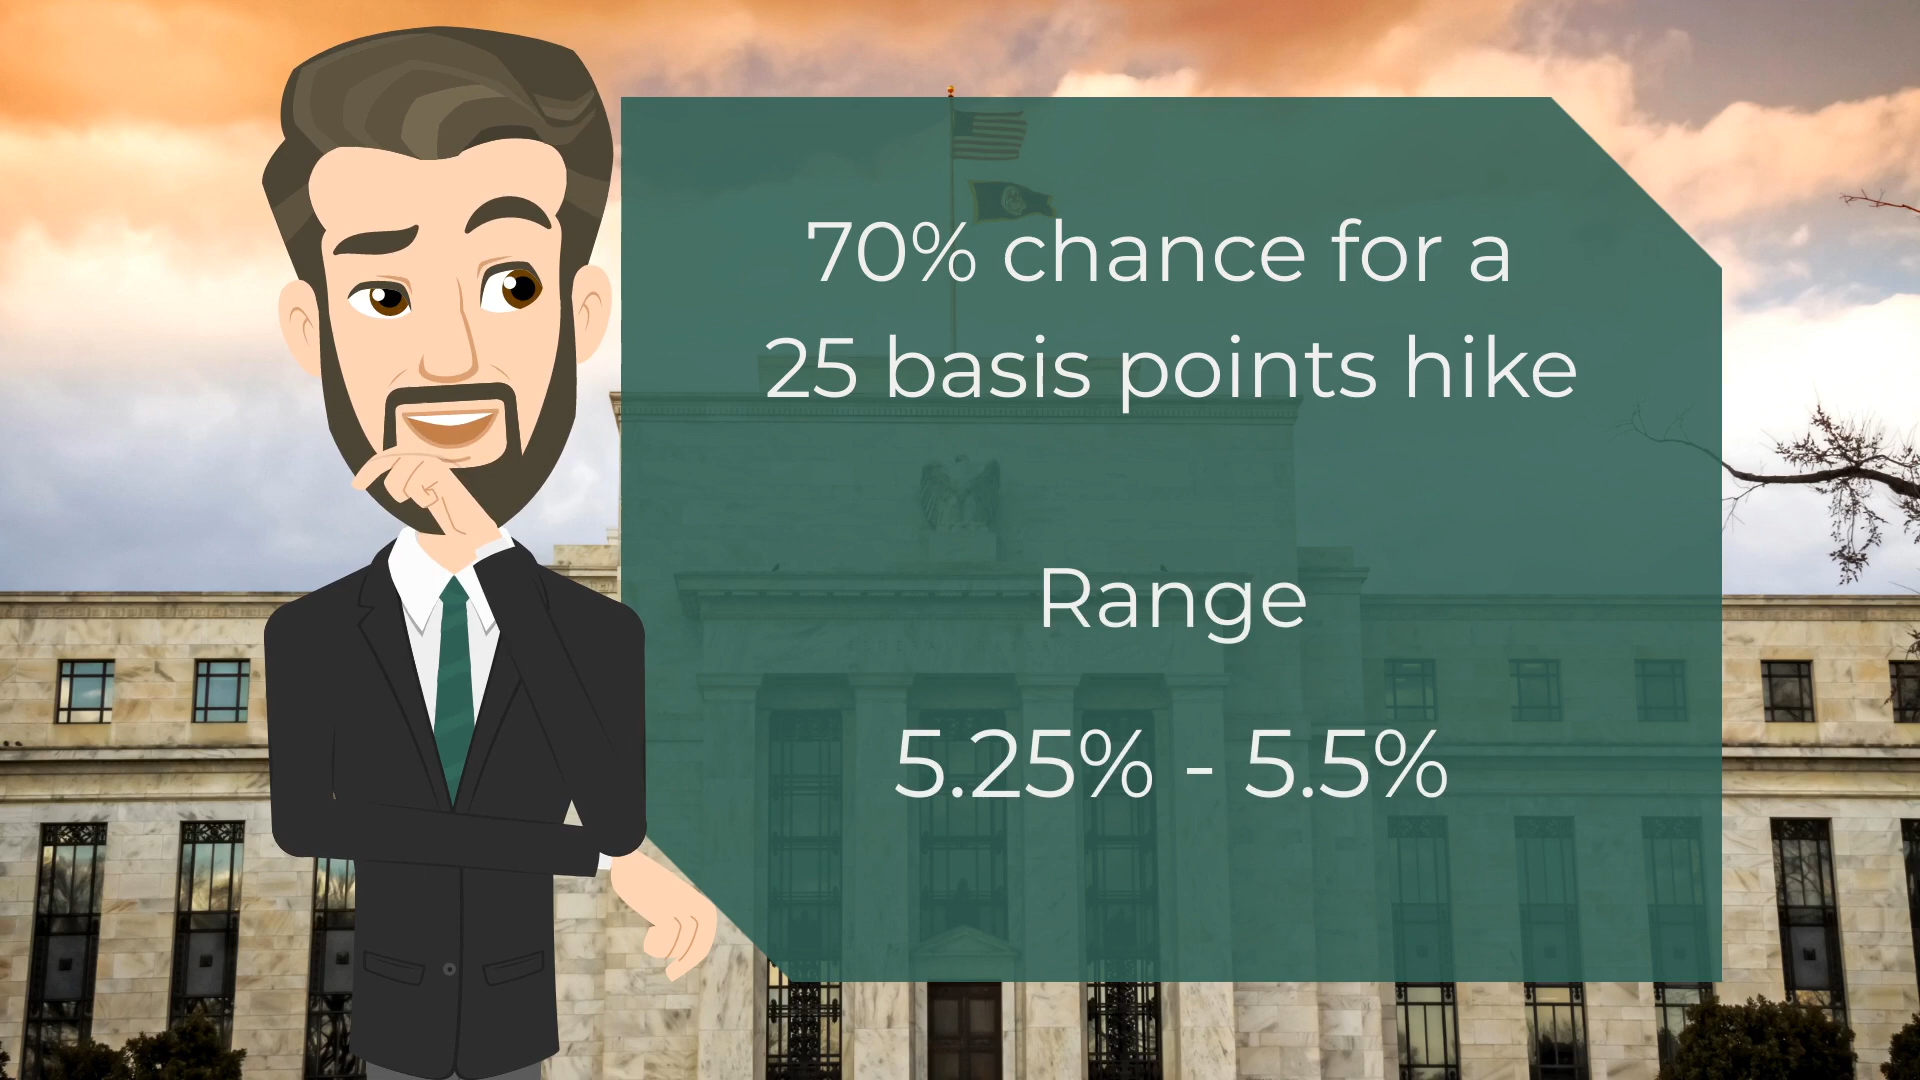 70% chance for a
25 basis points hike
Range
5.25% - 5.5%